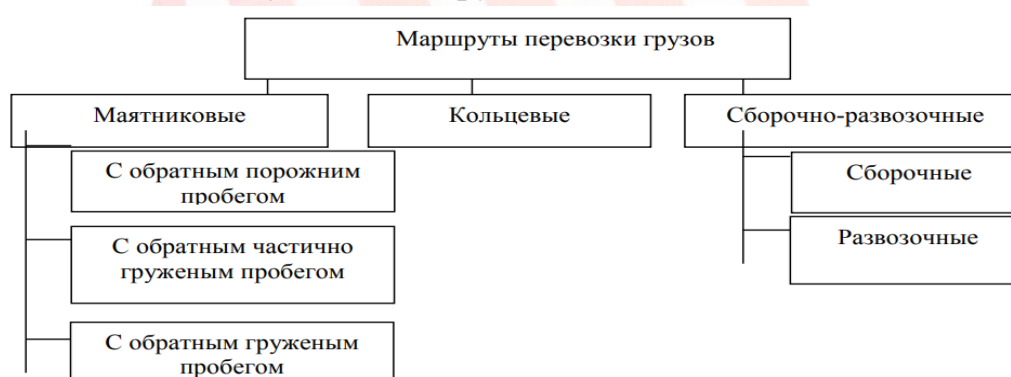 Маршруты перевозки грузов
Маятниковые
Кольцевые
Сборочно-развозочные
С обратным порожним
пробегом
С обратным частично
груженым пробегом
С обратным груженым
пробегом
Сборочные
Развозочные